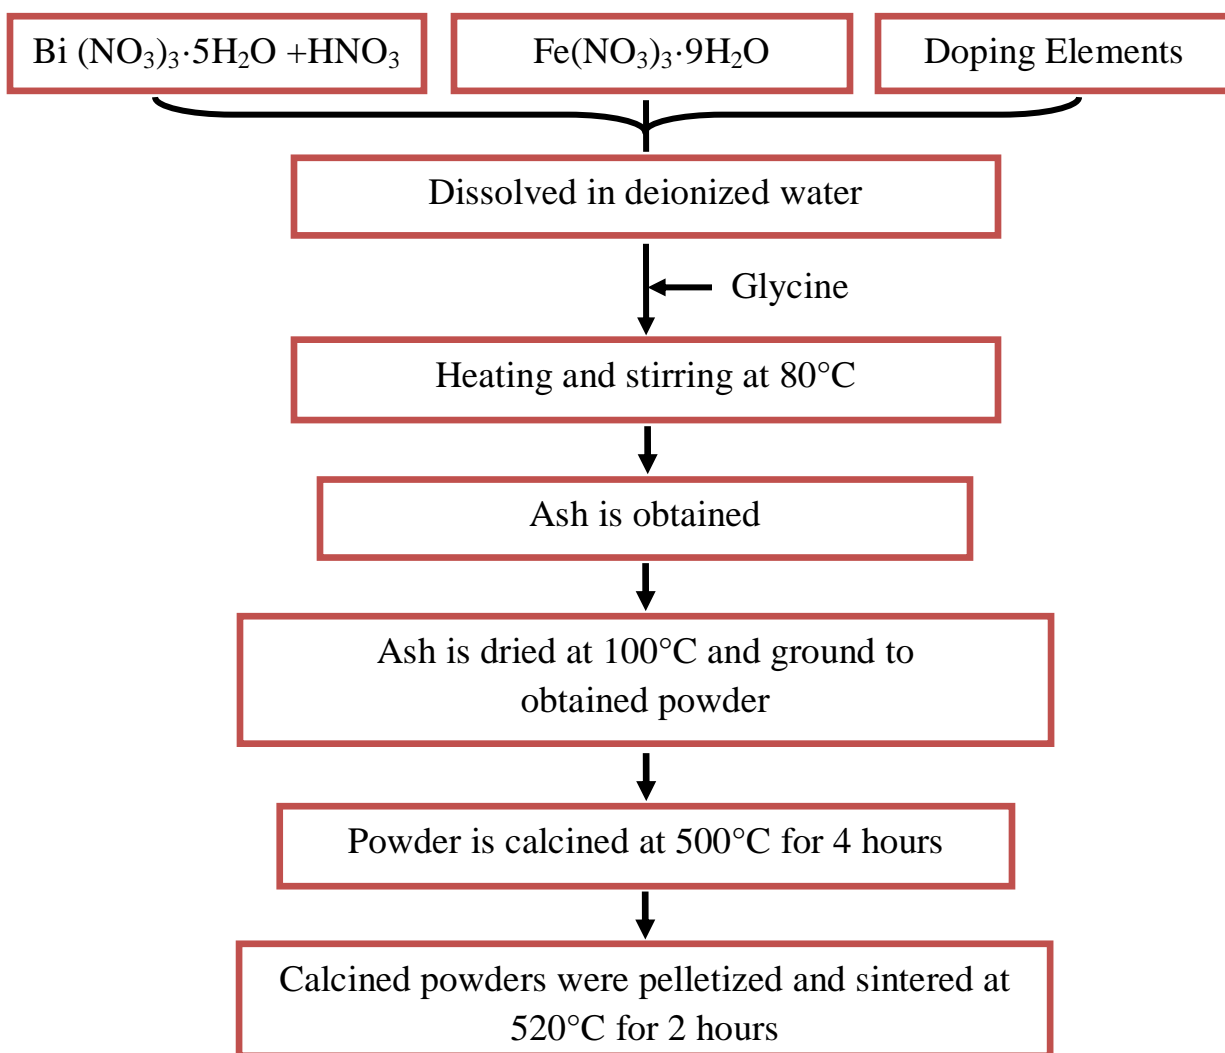 Bi (NO₃)₃·5H₂O +HNO₃
Fe(NO₃)₃·9H₂O
Doping Elements
Dissolved in deionized water
Glycine
Heating and stirring at 80°C
Ash is obtained
Ash is dried at 100°C and ground to
obtained powder
Powder is calcined at 500°C for 4 hours
Calcined powders were pelletized and sintered at
520°C for 2 hours